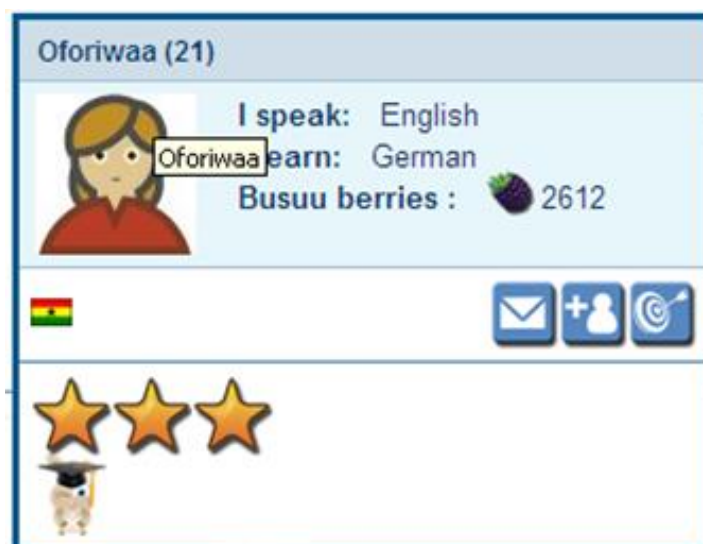 Oforiwaa (21)
I speak: English
Oforiwaa earn: German
Busuu berries : 2612